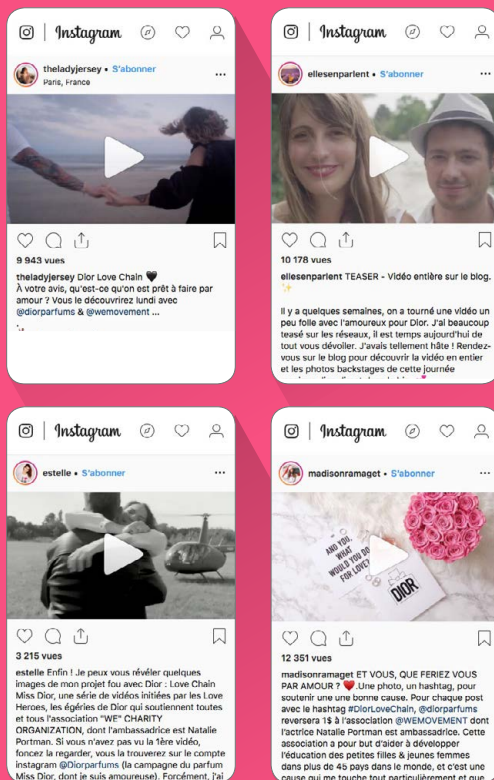 Instagram
theladyjersey • S'abonner
Paris, France
9 943 vues
theladyjersey Dior Love Chain 🖤
À votre avis, qu'est-ce qu'on est prêt à faire par
amour ? Vous le découvrirez lundi avec
@diorparfums & @wemovement ...
Instagram
ellesenparlent • S'abonner
10 178 vues
ellesenparlent TEASER - Vidéo entière sur le blog.
✨
Il y a quelques semaines, on a tourné une vidéo un
peu folle avec l'amoureux pour Dior. J'ai beaucoup
teasé sur les réseaux, il est temps aujourd'hui de
tout vous dévoiler. J'avais tellement hâte ! Rendez-
vous sur le blog pour découvrir la vidéo en entier
et les photos backstages de cette journée
Instagram
estelle • S'abonner
3 215 vues
estelle Enfin ! Je peux vous révéler quelques
images de mon projet fou avec Dior : Love Chain
Miss Dior, une série de vidéos initiées par les Love
Heroes, les égéries de Dior qui soutiennent toutes
et tous l'association "WE" CHARITY
ORGANIZATION, dont l'ambassadrice est Natalie
Portman. Si vous n'avez pas vu la 1ère vidéo,
foncez la regarder, vous la trouverez sur le compte
instagram @Diorparfums (la campagne du parfum
Miss Dior, dont je suis amoureuse). Forcément, j'ai
Instagram
madisonramaget • S'abonner
AND YOU,
WHAT
WOULD YOU DO
FOR LOVE?
DIOR
12 351 vues
madisonramaget ET VOUS, QUE FERIEZ VOUS
PAR AMOUR ? ❤️.Une photo, un hashtag, pour
soutenir une une bonne cause. Pour chaque post
avec le hashtag #DiorLoveChain, @diorparfums
reversera 1$ à l'association @WEMOVEMENT dont
l'actrice Natalie Portman est ambassadrice. Cette
association a pour but d'aider à développer
l'éducation des petites filles & jeunes femmes
dans plus de 45 pays dans le monde, et c'est une
cause qui me touche tout particulièrement et que